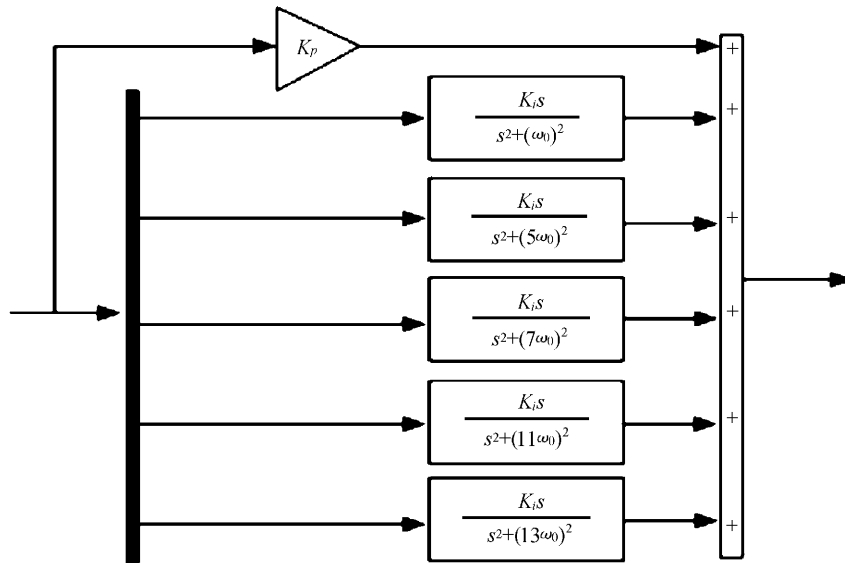 Kₚ
+
Kᵢs
s²+(ω₀)²
+
Kᵢs
s²+(5ω₀)²
+
Kᵢs
s²+(7ω₀)²
+
Kᵢs
s²+(11ω₀)²
+
Kᵢs
s²+(13ω₀)²
+